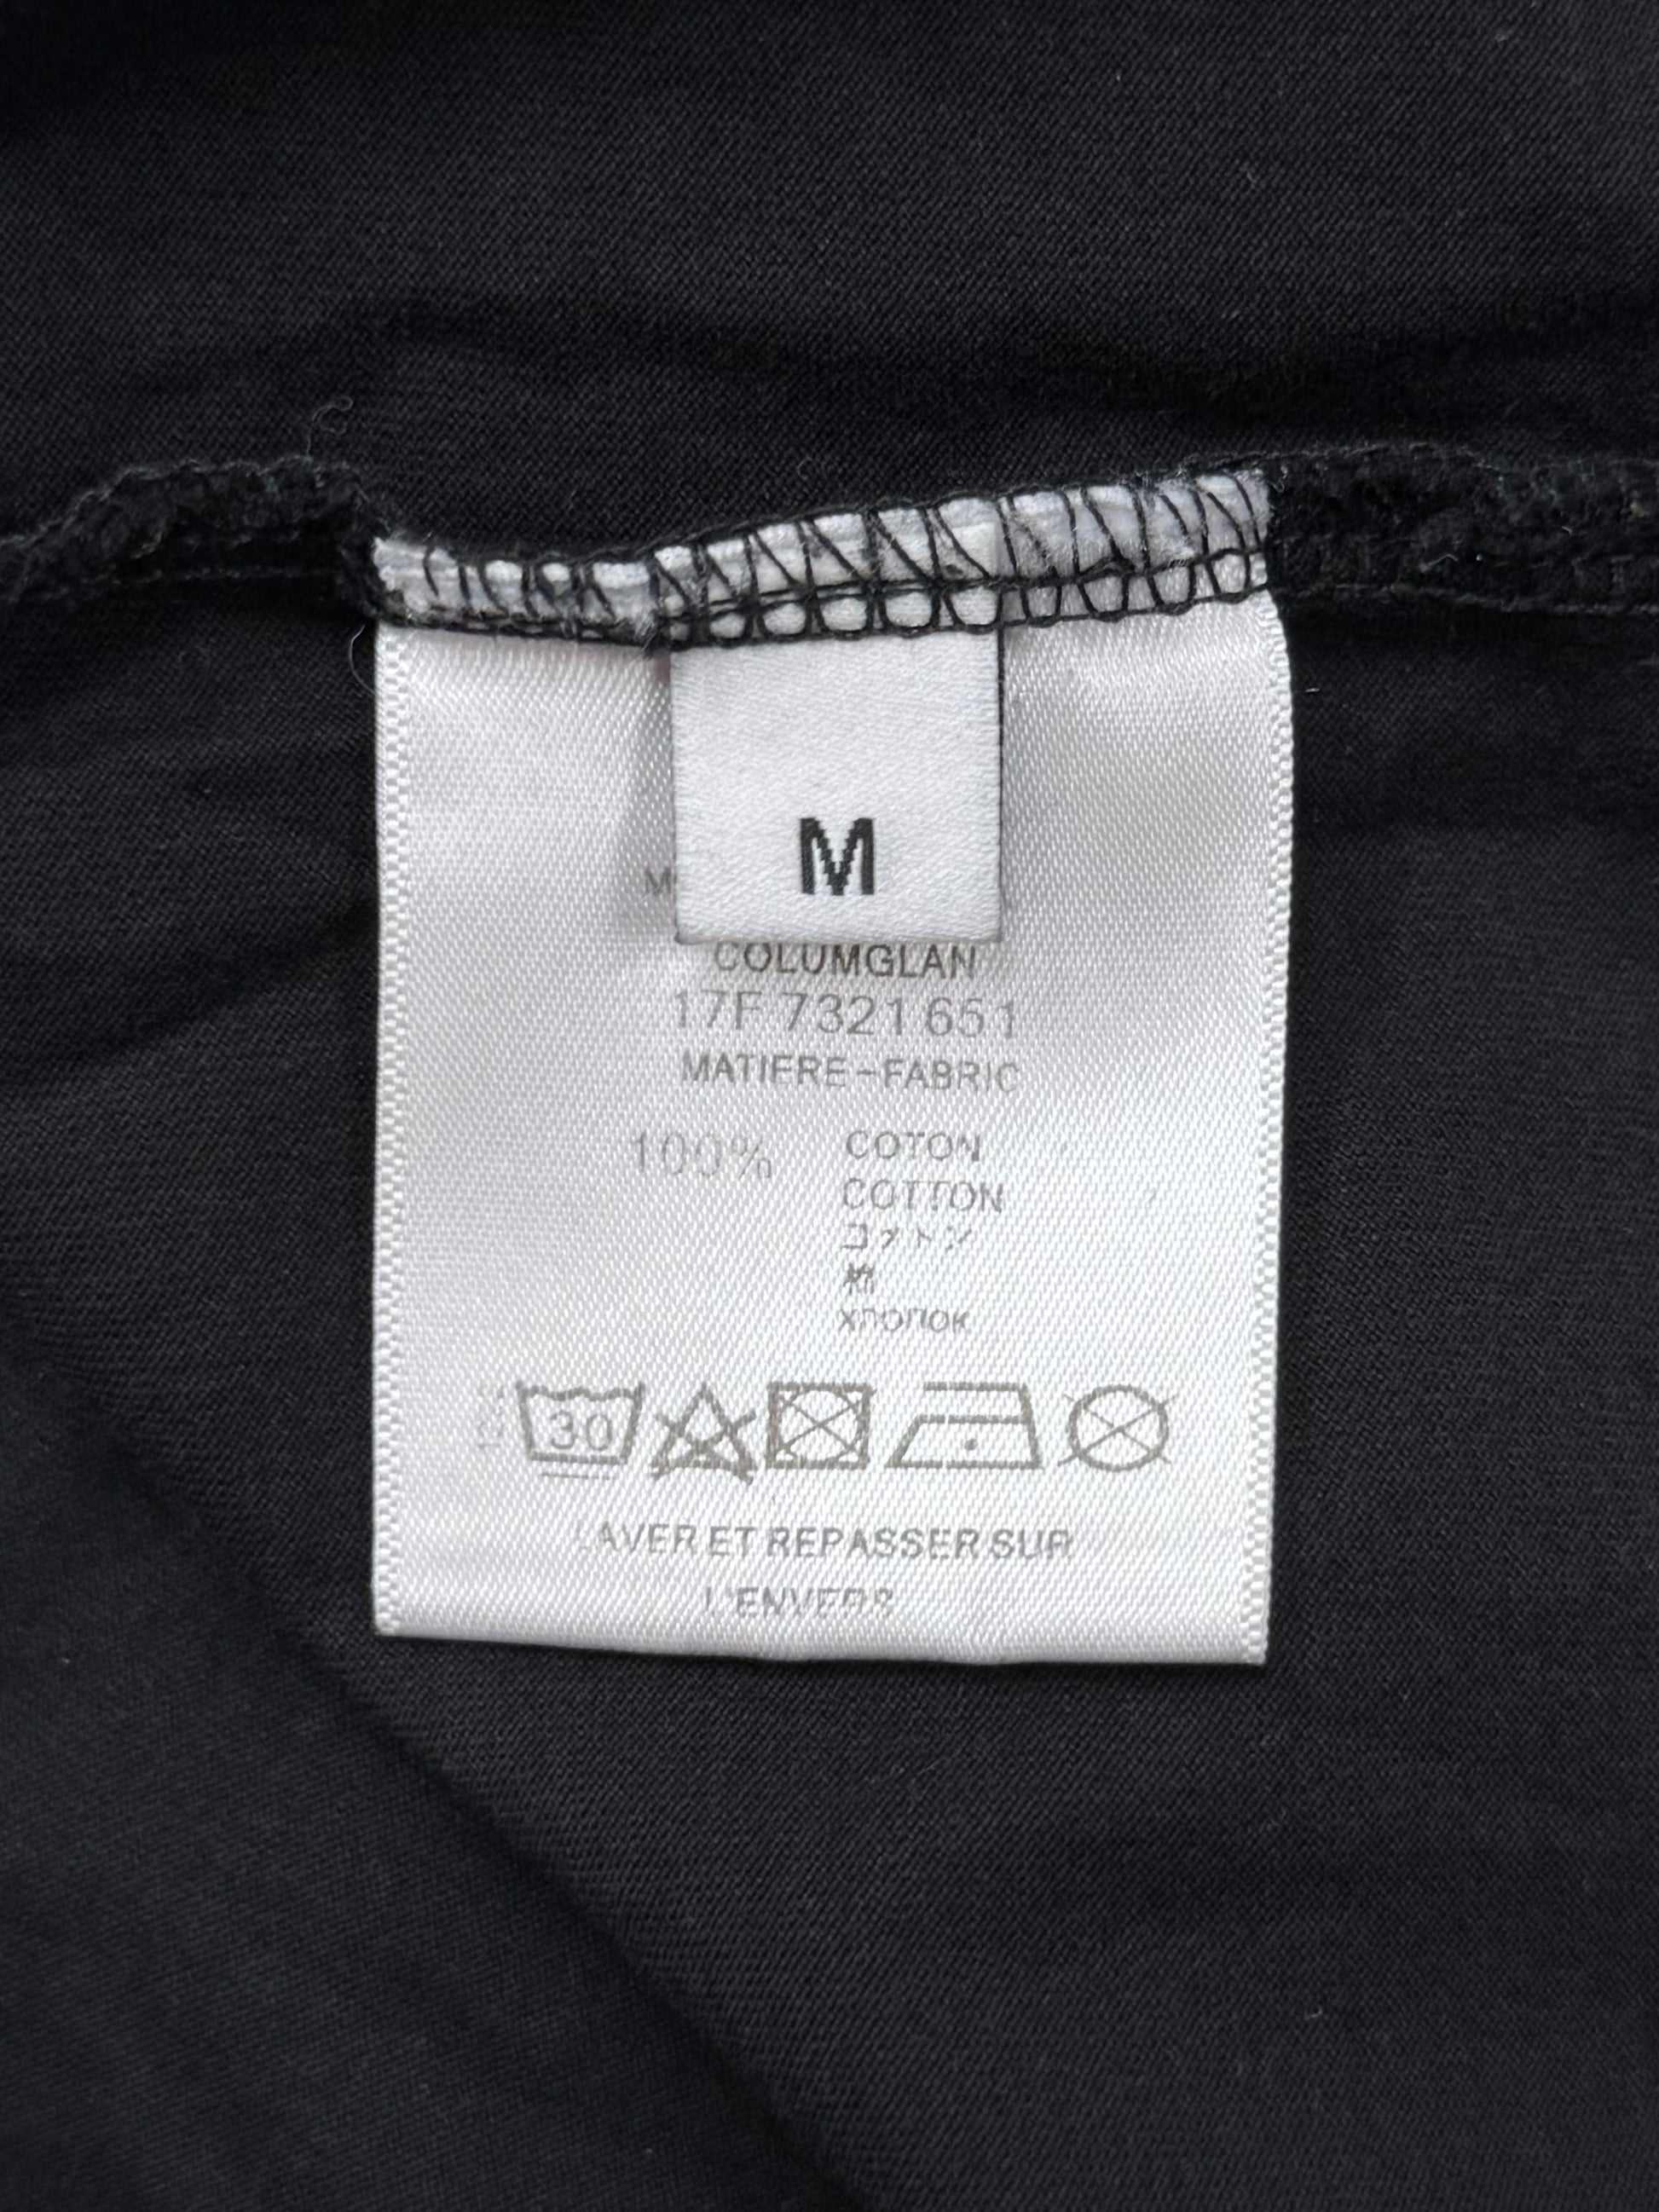 M
COLUMGLAN
17F 7321 651
MATIERE-FABRIC
100% COTON
COTTON
コットン
棉
хлопок
30
LAVER ET REPASSER SUR
L'ENVERS